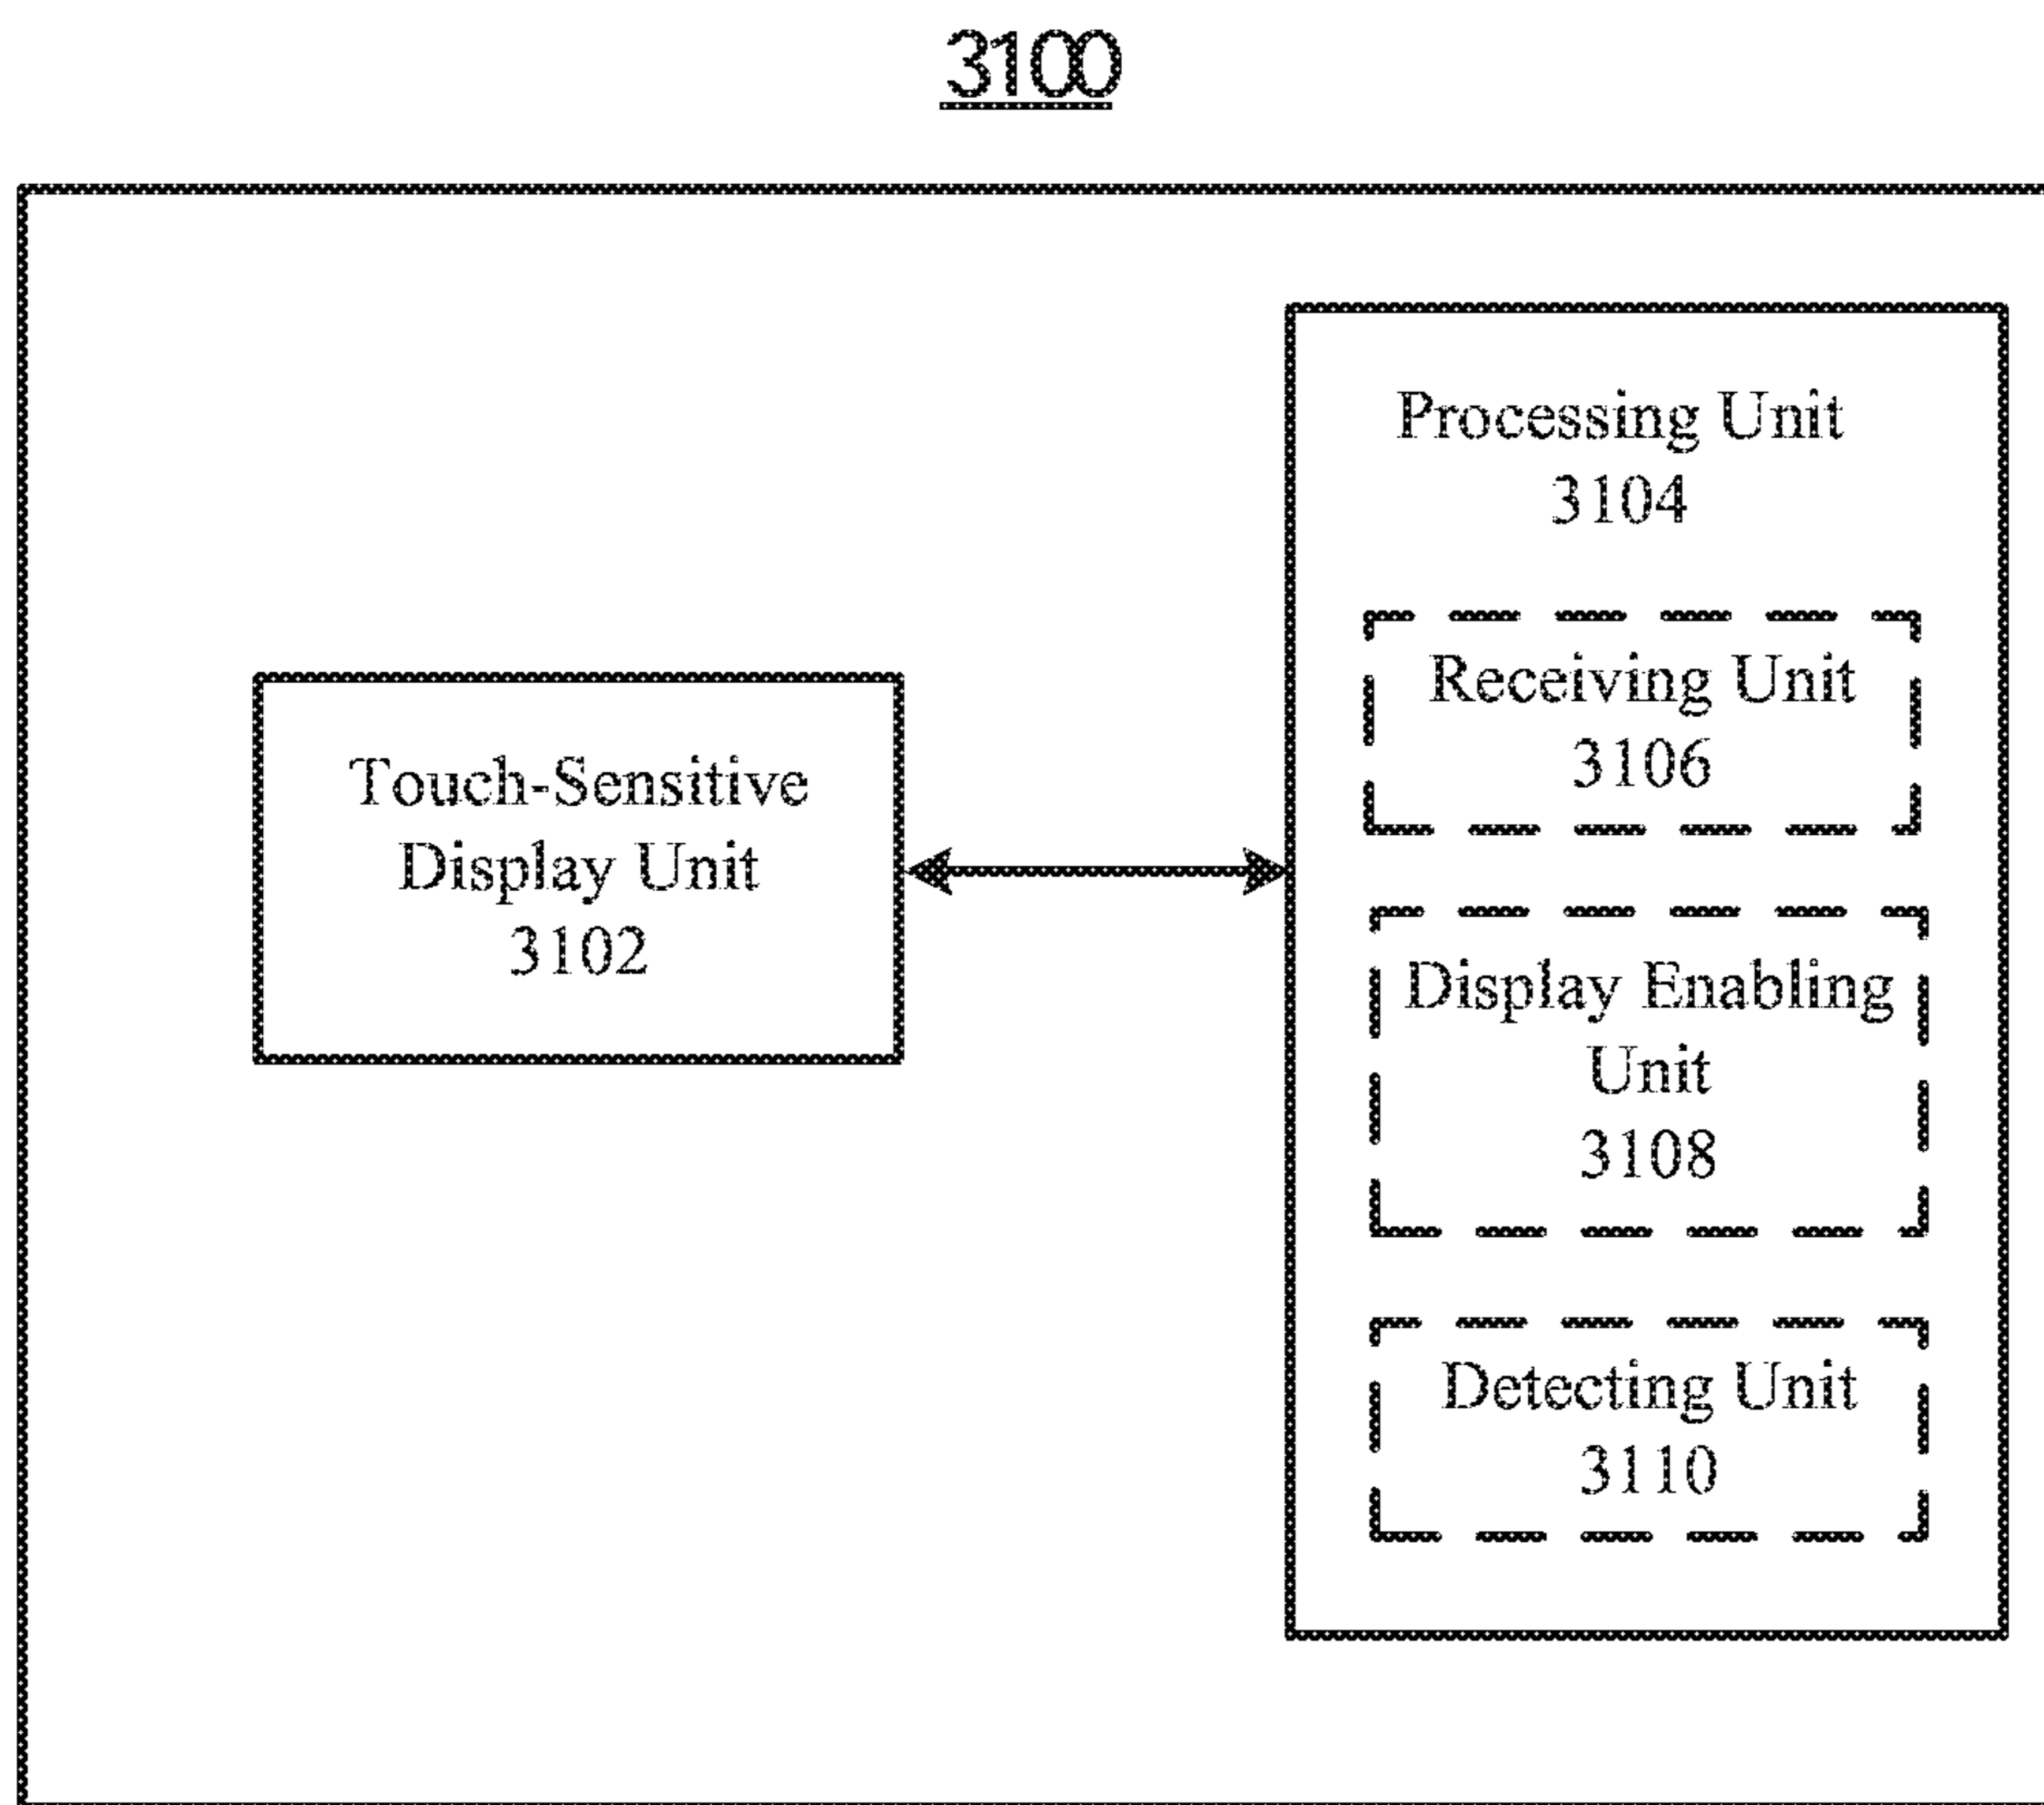 3100
Processing Unit
3104
Receiving Unit
3106
Touch-Sensitive
Display Unit
3102
Display Enabling
Unit
3108
Detecting Unit
3110